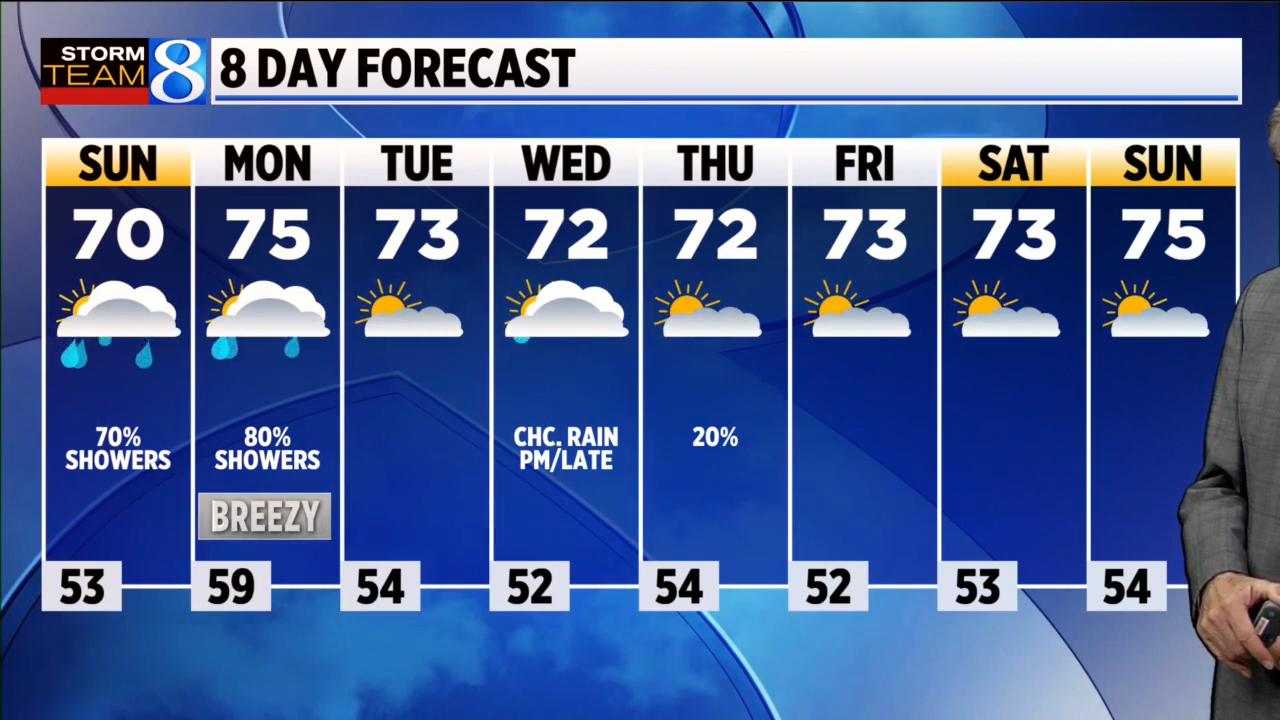 STORM
TEAM 8
8 DAY FORECAST
SUN MON TUE WED THU FRI SAT SUN
70 75 73 72 72 73 73 75
70% 80% CHC. RAIN 20%
SHOWERS SHOWERS PM/LATE
BREEZY
53 59 54 52 54 52 53 54